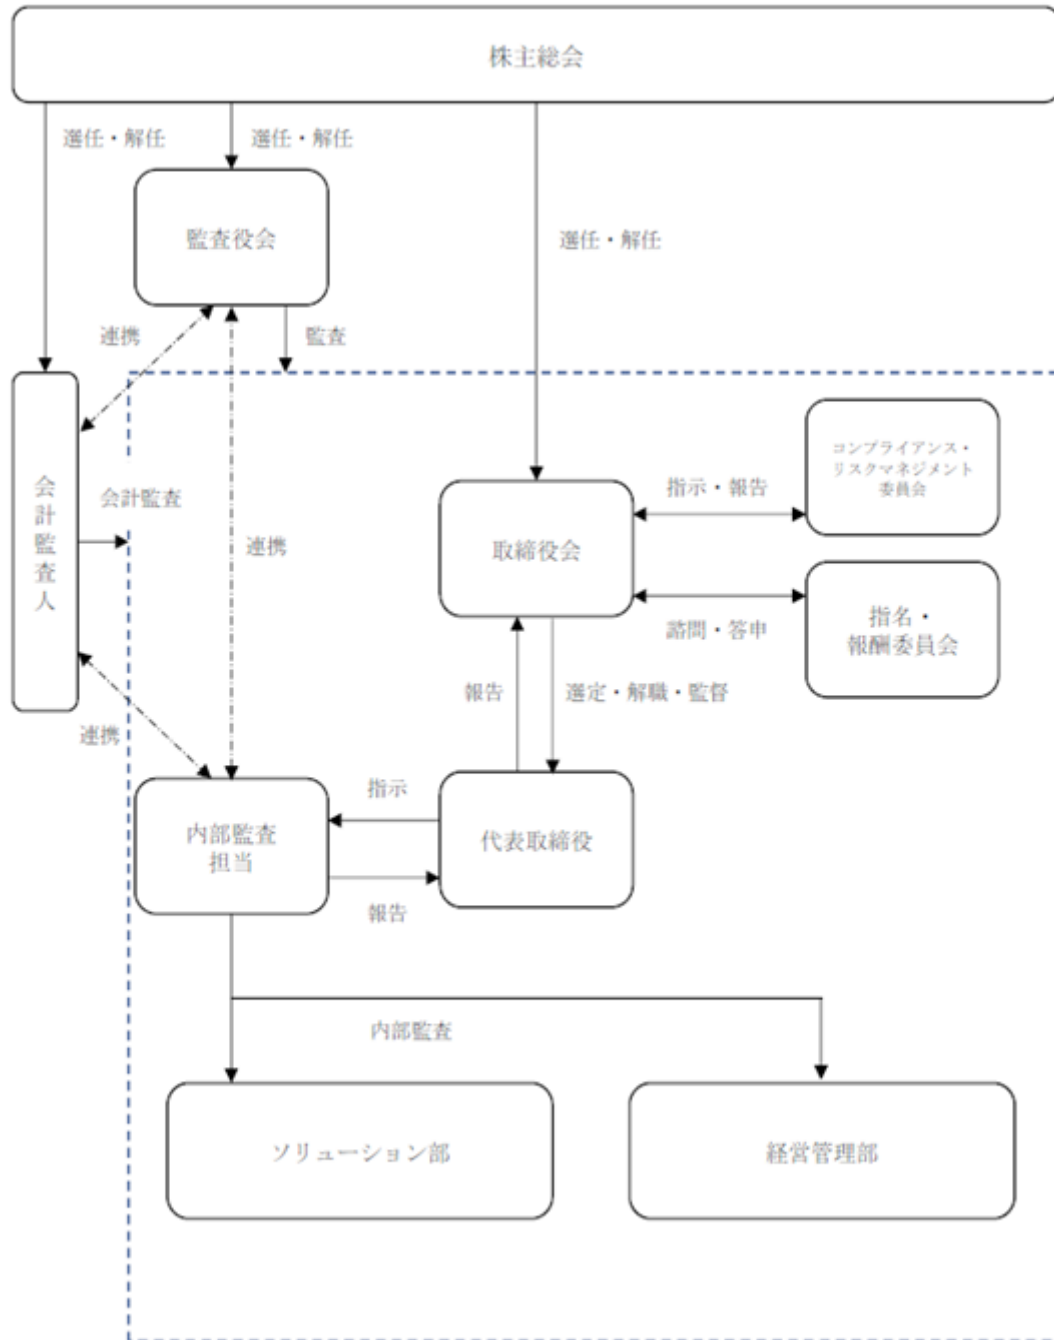 株主総会
選任・解任
選任・解任
監査役会
選任・解任
連携
監査
コンプライアンス・
リスクマネジメント
委員会
会計監査人
会計監査
指示・報告
取締役会
連携
諮問・答申
指名・
報酬委員会
報告
選定・解職・監督
連携
指示
内部監査
担当
代表取締役
報告
内部監査
ソリューション部
経営管理部